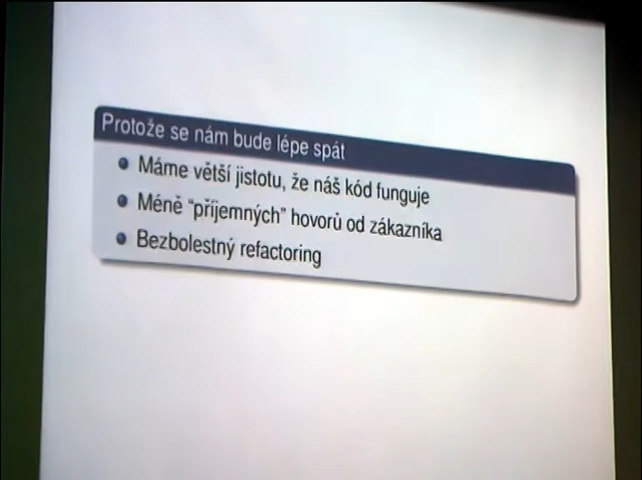 Protože se nám bude lépe spát
Máme větší jistotu, že náš kód funguje
Méně “příjemných” hovorů od zákazníka
Bezbolestný refactoring